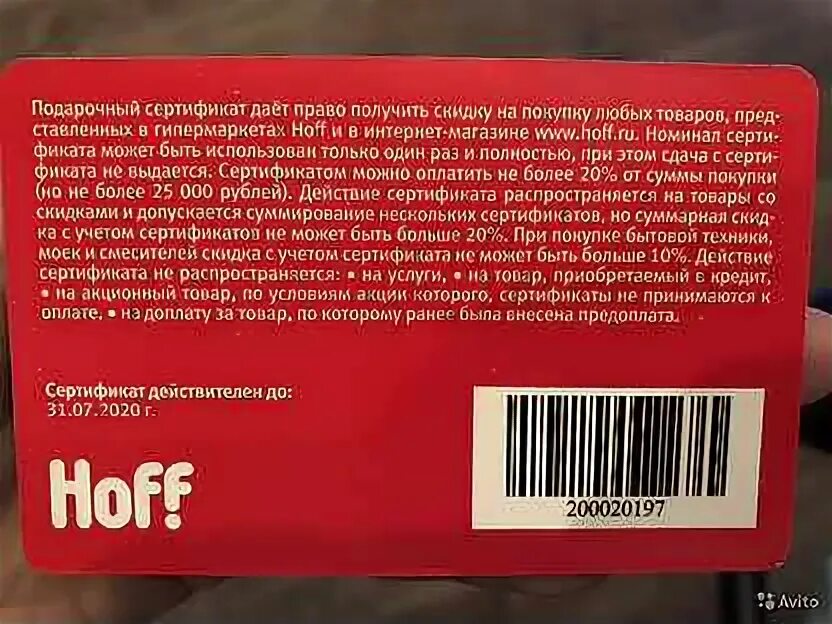 Подарочный сертификат даёт право получить скидку на покупку любых товаров, пред-
ставленных в гипермаркетах Hoff и в интернет-магазине www.hoff.ru. Номинал серти-
фиката может быть использован только один раз и полностью, при этом сдача с серти-
фиката не выдается. Сертификатом можно оплатить не более 20% от суммы покупки
(но не более 25 000 рублей). Действие сертификата распространяется на товары со
скидками и допускается суммирование нескольких сертификатов, но суммарная скид-
ка с учетом сертификатов не может быть больше 20%. При покупке бытовой техники,
моек и смесителей скидка с учетом сертификата не может быть больше 10%. Действие
сертификата не распространяется: • на услуги, • на товар, приобретаемый в кредит,
• на акционный товар, по условиям акции которого, сертификаты не принимаются к
оплате, • на доплату за товар, по которому ранее была внесена предоплата.
Сертификат действителен до:
31.07.2020 г.
Hoff
200020197
Avito